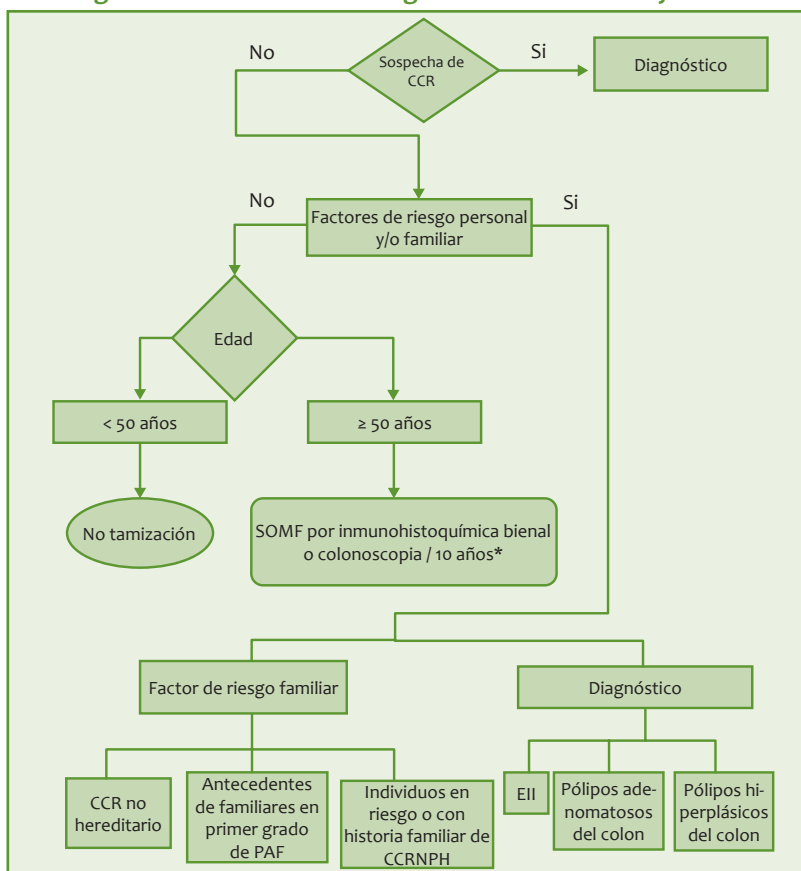 No
Sospecha de
CCR
Si
Diagnóstico
No
Factores de riesgo personal
y/o familiar
Si
Edad
< 50 años
≥ 50 años
No tamización
SOMF por inmunohistoquímica bienal
o colonoscopia / 10 años*
Factor de riesgo familiar
Diagnóstico
CCR no
hereditario
Antecedentes
de familiares en
primer grado
de PAF
Individuos en
riesgo o con
historia familiar de
CCRNPH
EII
Pólipos ade-
nomatosos
del colon
Pólipos hi-
perplásicos
del colon